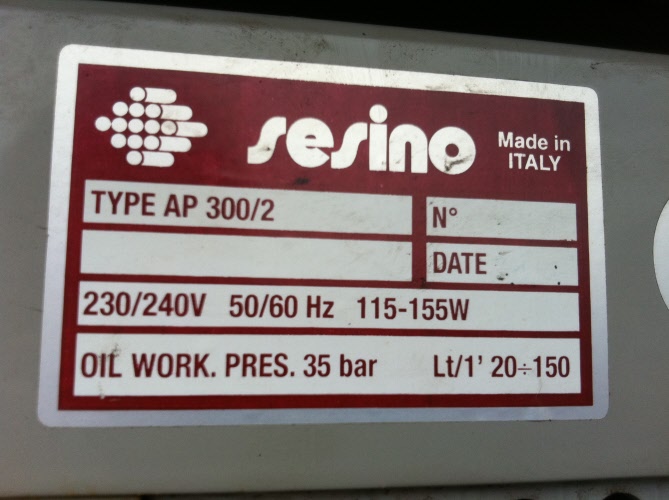 sesino
Made in
ITALY
TYPE AP 300/2
N°
DATE
230/240V 50/60 Hz 115-155W
OIL WORK. PRES. 35 bar Lt/1' 20÷150